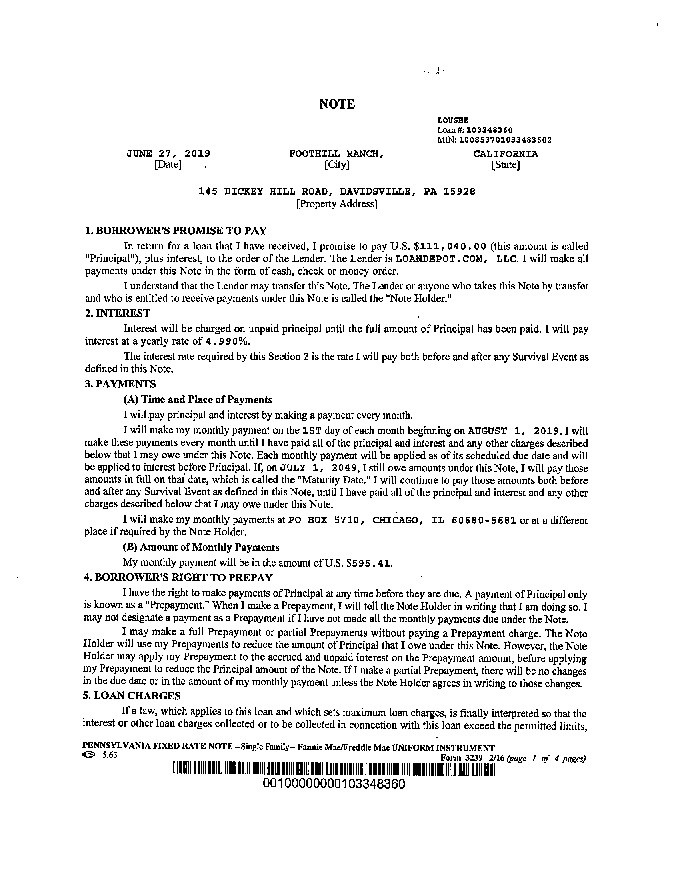 NOTE
LOUGHE
Loan #: 103348360
MIN: 100853701033483602
JUNE 27, 2019 FOOTHILL RANCH, CALIFORNIA
[Date] [City] [State]
145 DICKEY HILL ROAD, DAVIDSVILLE, PA 15928
[Property Address]
1. BORROWER'S PROMISE TO PAY
In return for a loan that I have received, I promise to pay U.S. $111,040.00 (this amount is called
"Principal"), plus interest, to the order of the Lender. The Lender is LOANDEPOT.COM, LLC. I will make all
payments under this Note in the form of cash, check or money order.
I understand that the Lender may transfer this Note. The Lender or anyone who takes this Note by transfer
and who is entitled to receive payments under this Note is called the "Note Holder."
2. INTEREST
Interest will be charged on unpaid principal until the full amount of Principal has been paid. I will pay
interest at a yearly rate of 4.990%.
The interest rate required by this Section 2 is the rate I will pay both before and after any Survival Event as
defined in this Note.
3. PAYMENTS
(A) Time and Place of Payments
I will pay principal and interest by making a payment every month.
I will make my monthly payment on the 1ST day of each month beginning on AUGUST 1, 2019. I will
make these payments every month until I have paid all of the principal and interest and any other charges described
below that I may owe under this Note. Each monthly payment will be applied as of its scheduled due date and will
be applied to interest before Principal. If, on JULY 1, 2049, I still owe amounts under this Note, I will pay those
amounts in full on that date, which is called the "Maturity Date." I will continue to pay those amounts both before
and after any Survival Event as defined in this Note, until I have paid all of the principal and interest and any other
charges described below that I may owe under this Note.
I will make my monthly payments at PO BOX 5710, CHICAGO, IL 60680-5681 or at a different
place if required by the Note Holder.
(B) Amount of Monthly Payments
My monthly payment will be in the amount of U.S. $595.41.
4. BORROWER'S RIGHT TO PREPAY
I have the right to make payments of Principal at any time before they are due. A payment of Principal only
is known as a "Prepayment." When I make a Prepayment, I will tell the Note Holder in writing that I am doing so. I
may not designate a payment as a Prepayment if I have not made all the monthly payments due under the Note.
I may make a full Prepayment or partial Prepayments without paying a Prepayment charge. The Note
Holder will use my Prepayments to reduce the amount of Principal that I owe under this Note. However, the Note
Holder may apply my Prepayment to the accrued and unpaid interest on the Prepayment amount, before applying
my Prepayment to reduce the Principal amount of the Note. If I make a partial Prepayment, there will be no changes
in the due date or in the amount of my monthly payment unless the Note Holder agrees in writing to those changes.
5. LOAN CHARGES
If a law, which applies to this loan and which sets maximum loan charges, is finally interpreted so that the
interest or other loan charges collected or to be collected in connection with this loan exceed the permitted limits,
PENNSYLVANIA FIXED RATE NOTE –Single Family– Fannie Mae/Freddie Mac UNIFORM INSTRUMENT
5.65 Form 3239 2/16 (page 1 of 4 pages)
00100000000103348360